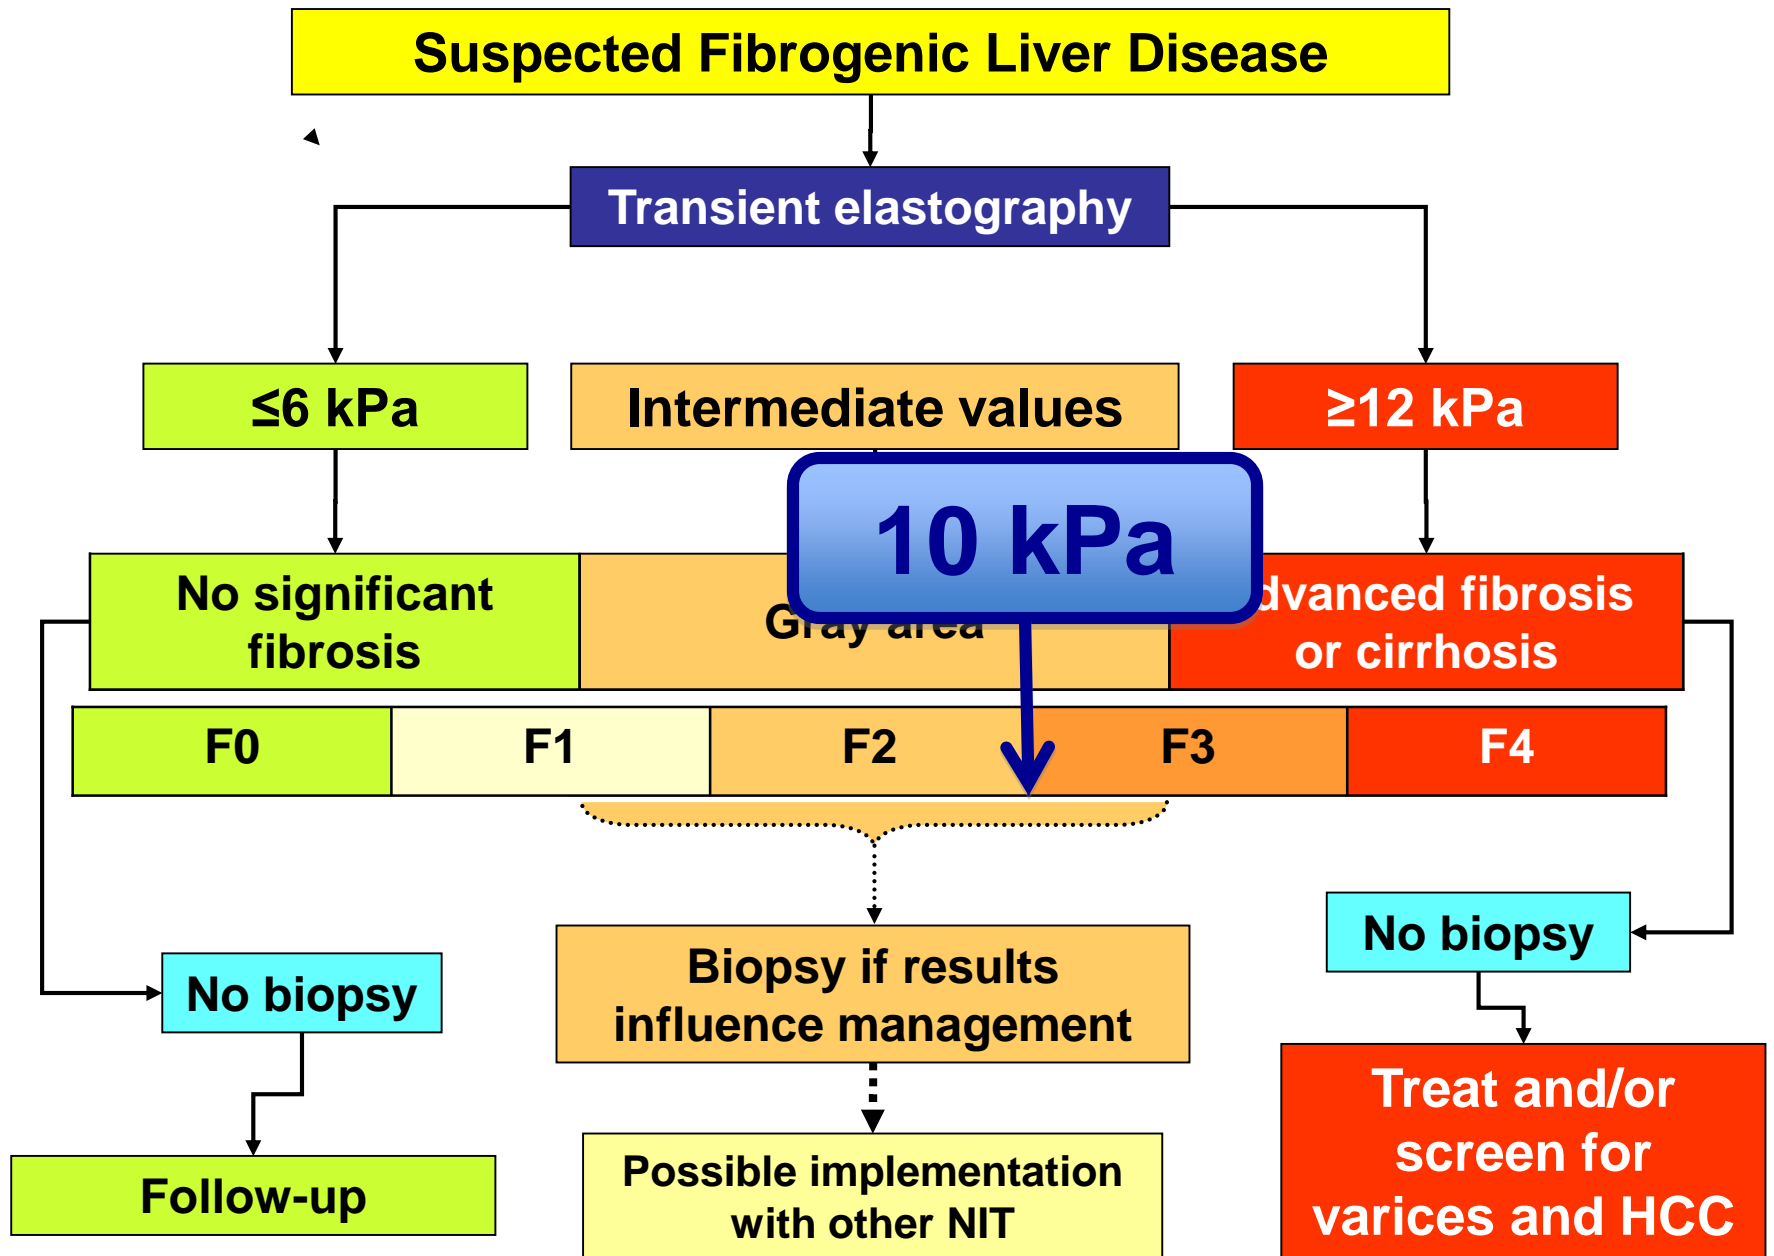 Suspected Fibrogenic Liver Disease
Transient elastography
≤6 kPa
Intermediate values
≥12 kPa
10 kPa
No significant
fibrosis
Gray area
dvanced fibrosis
or cirrhosis
F0
F1
F2
F3
F4
No biopsy
Biopsy if results
influence management
No biopsy
Follow-up
Possible implementation
with other NIT
Treat and/or
screen for
varices and HCC